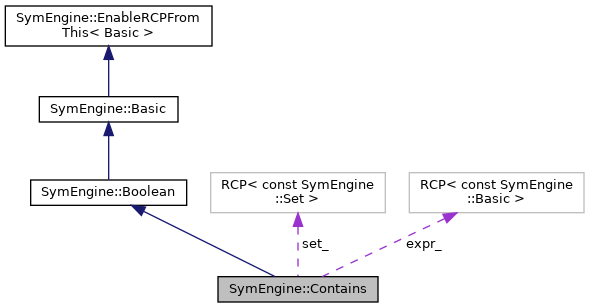 SymEngine::EnableRCPFrom
This< Basic >
SymEngine::Basic
SymEngine::Boolean
RCP< const SymEngine
::Set >
RCP< const SymEngine
::Basic >
set_
expr_
SymEngine::Contains